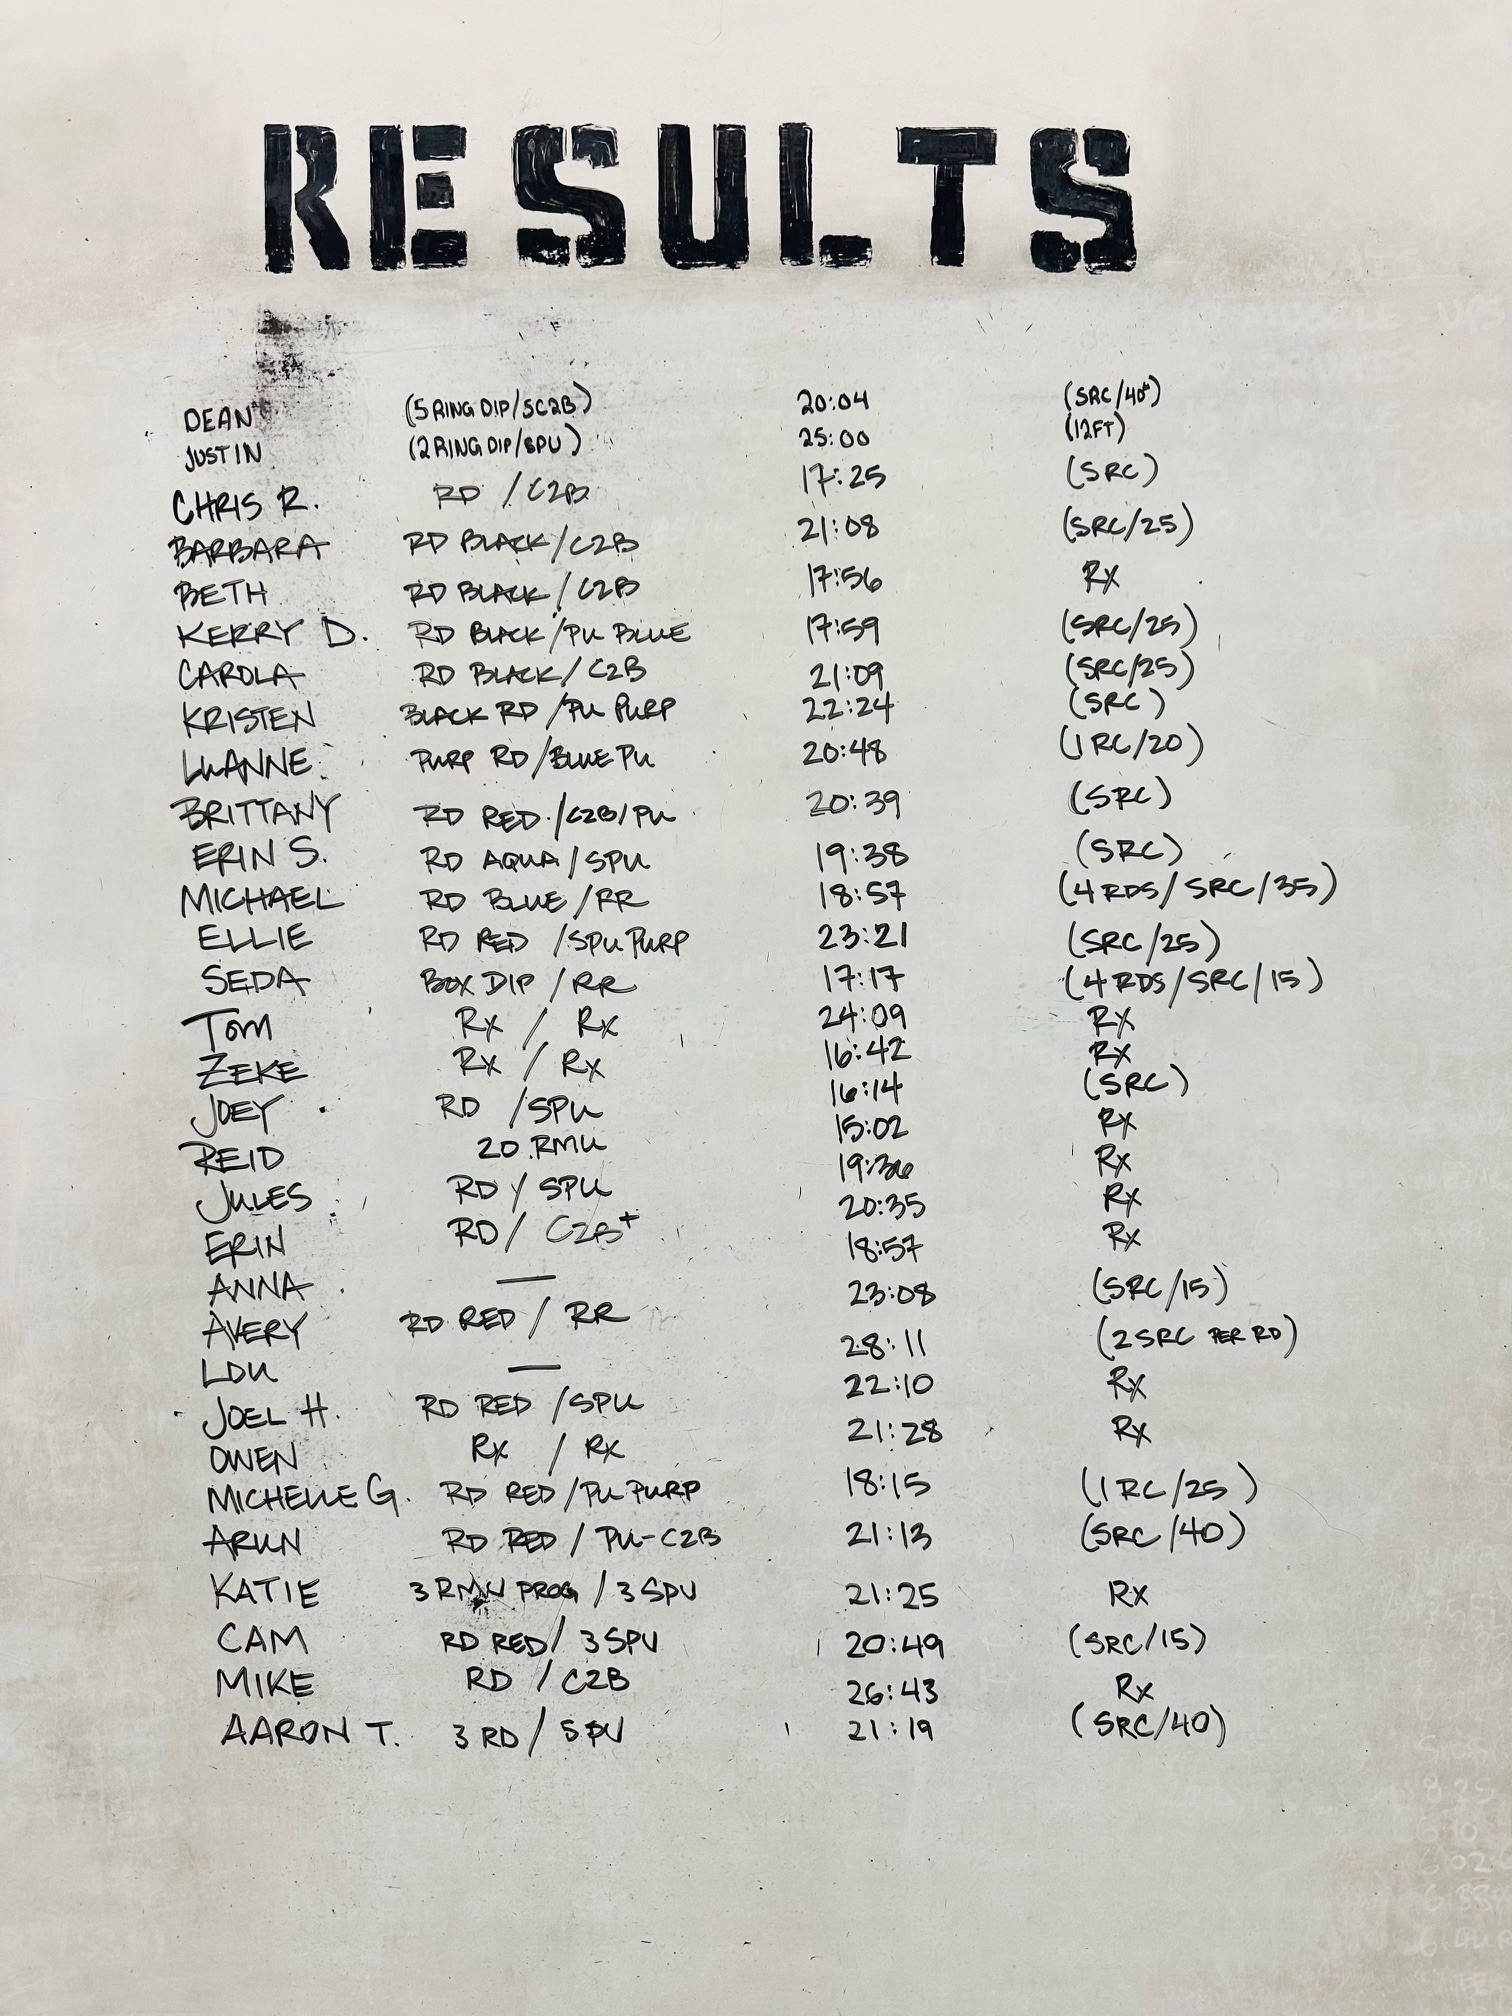 RESULTS
DEAN (5 RING DIP/5C2B) 20:04 (SRC/40#)
JUSTIN (2 RING DIP/SPU) 25:00 (12FT)
CHRIS R. RD / C2B 17:25 (SRC)
BARBARA RD BLACK/C2B 21:08 (SRC/25)
BETH RD BLACK / C2B 17:56 Rx
KERRY D. RD BLACK/PU BLUE 17:59 (SRC/25)
CAROLA RD BLACK/ C2B 21:09 (SRC/25)
KRISTEN BLACK RD /PU PURP 22:24 (SRC)
LUANNE PURP RD /BLUE PU 20:48 (1 RC/20)
BRITTANY RD RED /C2B/PU 20:39 (SRC)
ERIN S. RD AQUA / SPU 19:38 (SRC)
MICHAEL RD BLUE / RR 18:57 (4 RDS/ SRC/35)
ELLIE RD RED /SPU PURP 23:21 (SRC/25)
SEDA BOX DIP / RR 17:17 (4 RDS/SRC/15)
TOM Rx / Rx 24:09 Rx
ZEKE Rx / Rx 16:42 Rx
JOEY RD /SPU 16:14 (SRC)
REID 20 RMU 15:02 Rx
JULES RD / SPU 19:36 Rx
ERIN RD / C2B+ 20:35 Rx
ANNA — 18:57 Rx
AVERY RD RED / RR 23:08 (SRC/15)
LOU — 28:11 (2 SRC PER RD)
JOEL H. RD RED /SPU 22:10 Rx
OWEN Rx / Rx 21:28 Rx
MICHELLE G. RD RED /PU PURP 18:15 (1 RC/25)
ARUN RD RED / PU-C2B 21:13 (SRC/40)
KATIE 3 RMU PROG / 3 SPU 21:25 Rx
CAM RD RED/ 3 SPU 20:49 (SRC/15)
MIKE RD / C2B 26:43 Rx
AARON T. 3 RD / SPU 21:19 (SRC/40)